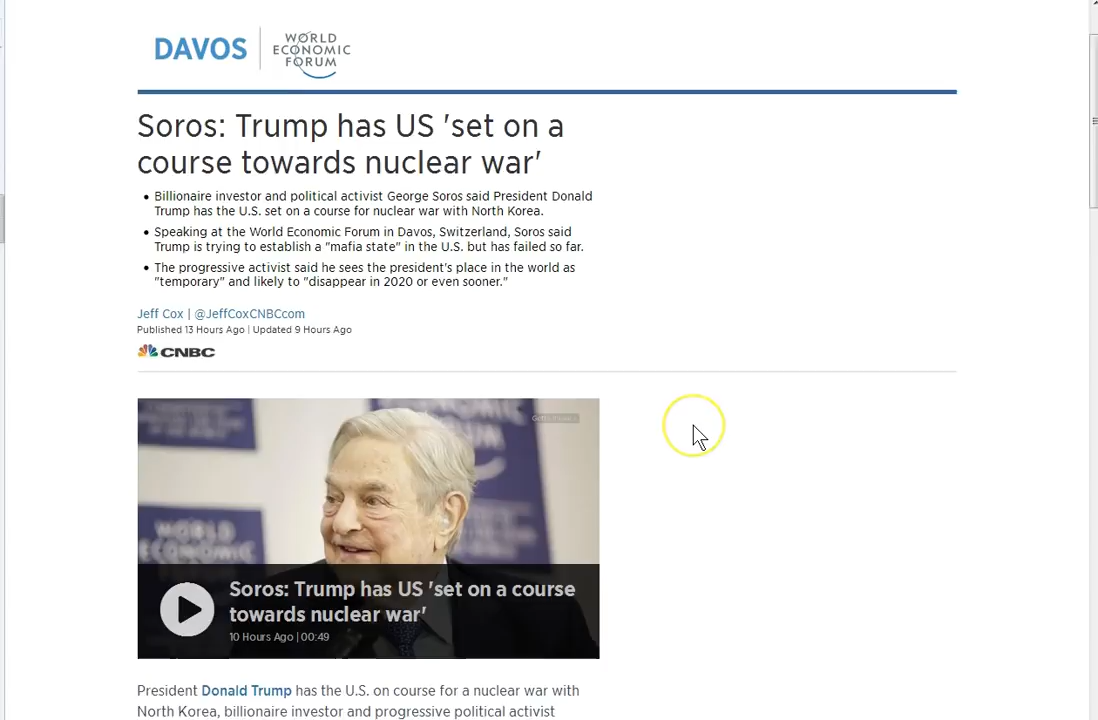 DAVOS
WORLD
ECONOMIC
FORUM
Soros: Trump has US 'set on a
course towards nuclear war'
• Billionaire investor and political activist George Soros said President Donald
Trump has the U.S. set on a course for nuclear war with North Korea.
• Speaking at the World Economic Forum in Davos, Switzerland, Soros said
Trump is trying to establish a "mafia state" in the U.S. but has failed so far.
• The progressive activist said he sees the president's place in the world as
"temporary" and likely to "disappear in 2020 or even sooner."
Jeff Cox | @JeffCoxCNBCcom
Published 13 Hours Ago | Updated 9 Hours Ago
CNBC
WORLD
ECONOMIC
Soros: Trump has US 'set on a course
towards nuclear war'
10 Hours Ago | 00:49
President Donald Trump has the U.S. on course for a nuclear war with
North Korea, billionaire investor and progressive political activist